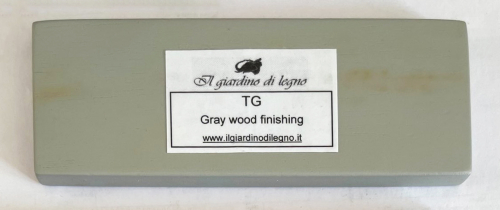 Il giardino di legno
TG
Gray wood finishing
www.ilgiardinodilegno.it